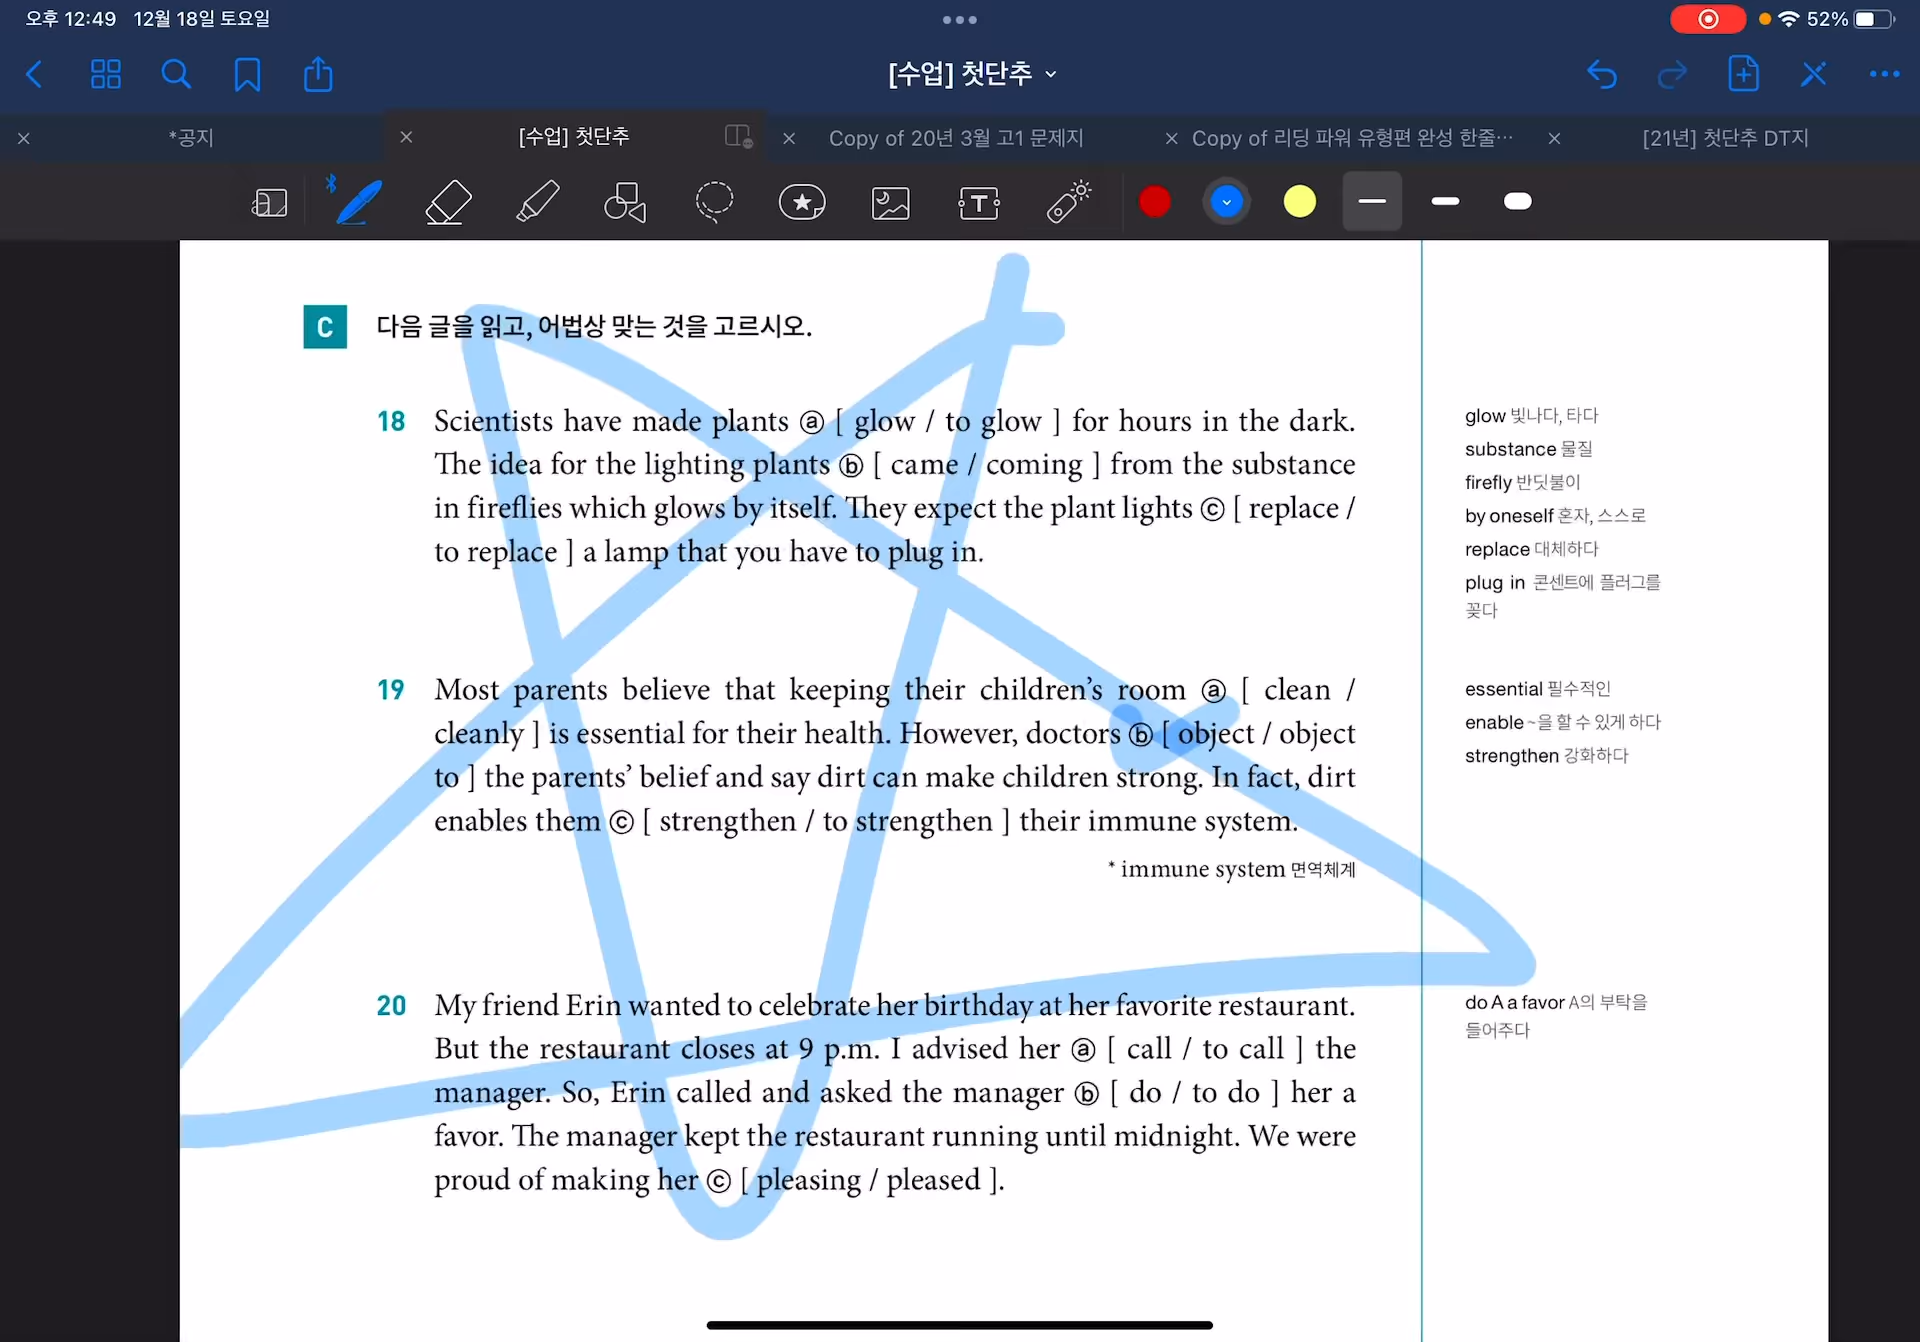 오후 12:49 12월 18일 토요일
52%
[수업] 첫단추
*공지
[수업] 첫단추
Copy of 20년 3월 고1 문제지
Copy of 리딩 파워 유형편 완성 한줄…
[21년] 첫단추 DT지
C 다음 글을 읽고, 어법상 맞는 것을 고르시오.
18 Scientists have made plants ⓐ [ glow / to glow ] for hours in the dark.
The idea for the lighting plants ⓑ [ came / coming ] from the substance
in fireflies which glows by itself. They expect the plant lights ⓒ [ replace /
to replace ] a lamp that you have to plug in.
glow 빛나다, 타다
substance 물질
firefly 반딧불이
by oneself 혼자, 스스로
replace 대체하다
plug in 콘센트에 플러그를
꽂다
19 Most parents believe that keeping their children’s room ⓐ [ clean /
cleanly ] is essential for their health. However, doctors ⓑ [ object / object
to ] the parents’ belief and say dirt can make children strong. In fact, dirt
enables them ⓒ [ strengthen / to strengthen ] their immune system.
* immune system 면역체계
essential 필수적인
enable ~을 할 수 있게 하다
strengthen 강화하다
20 My friend Erin wanted to celebrate her birthday at her favorite restaurant.
But the restaurant closes at 9 p.m. I advised her ⓐ [ call / to call ] the
manager. So, Erin called and asked the manager ⓑ [ do / to do ] her a
favor. The manager kept the restaurant running until midnight. We were
proud of making her ⓒ [ pleasing / pleased ].
do A a favor A의 부탁을
들어주다